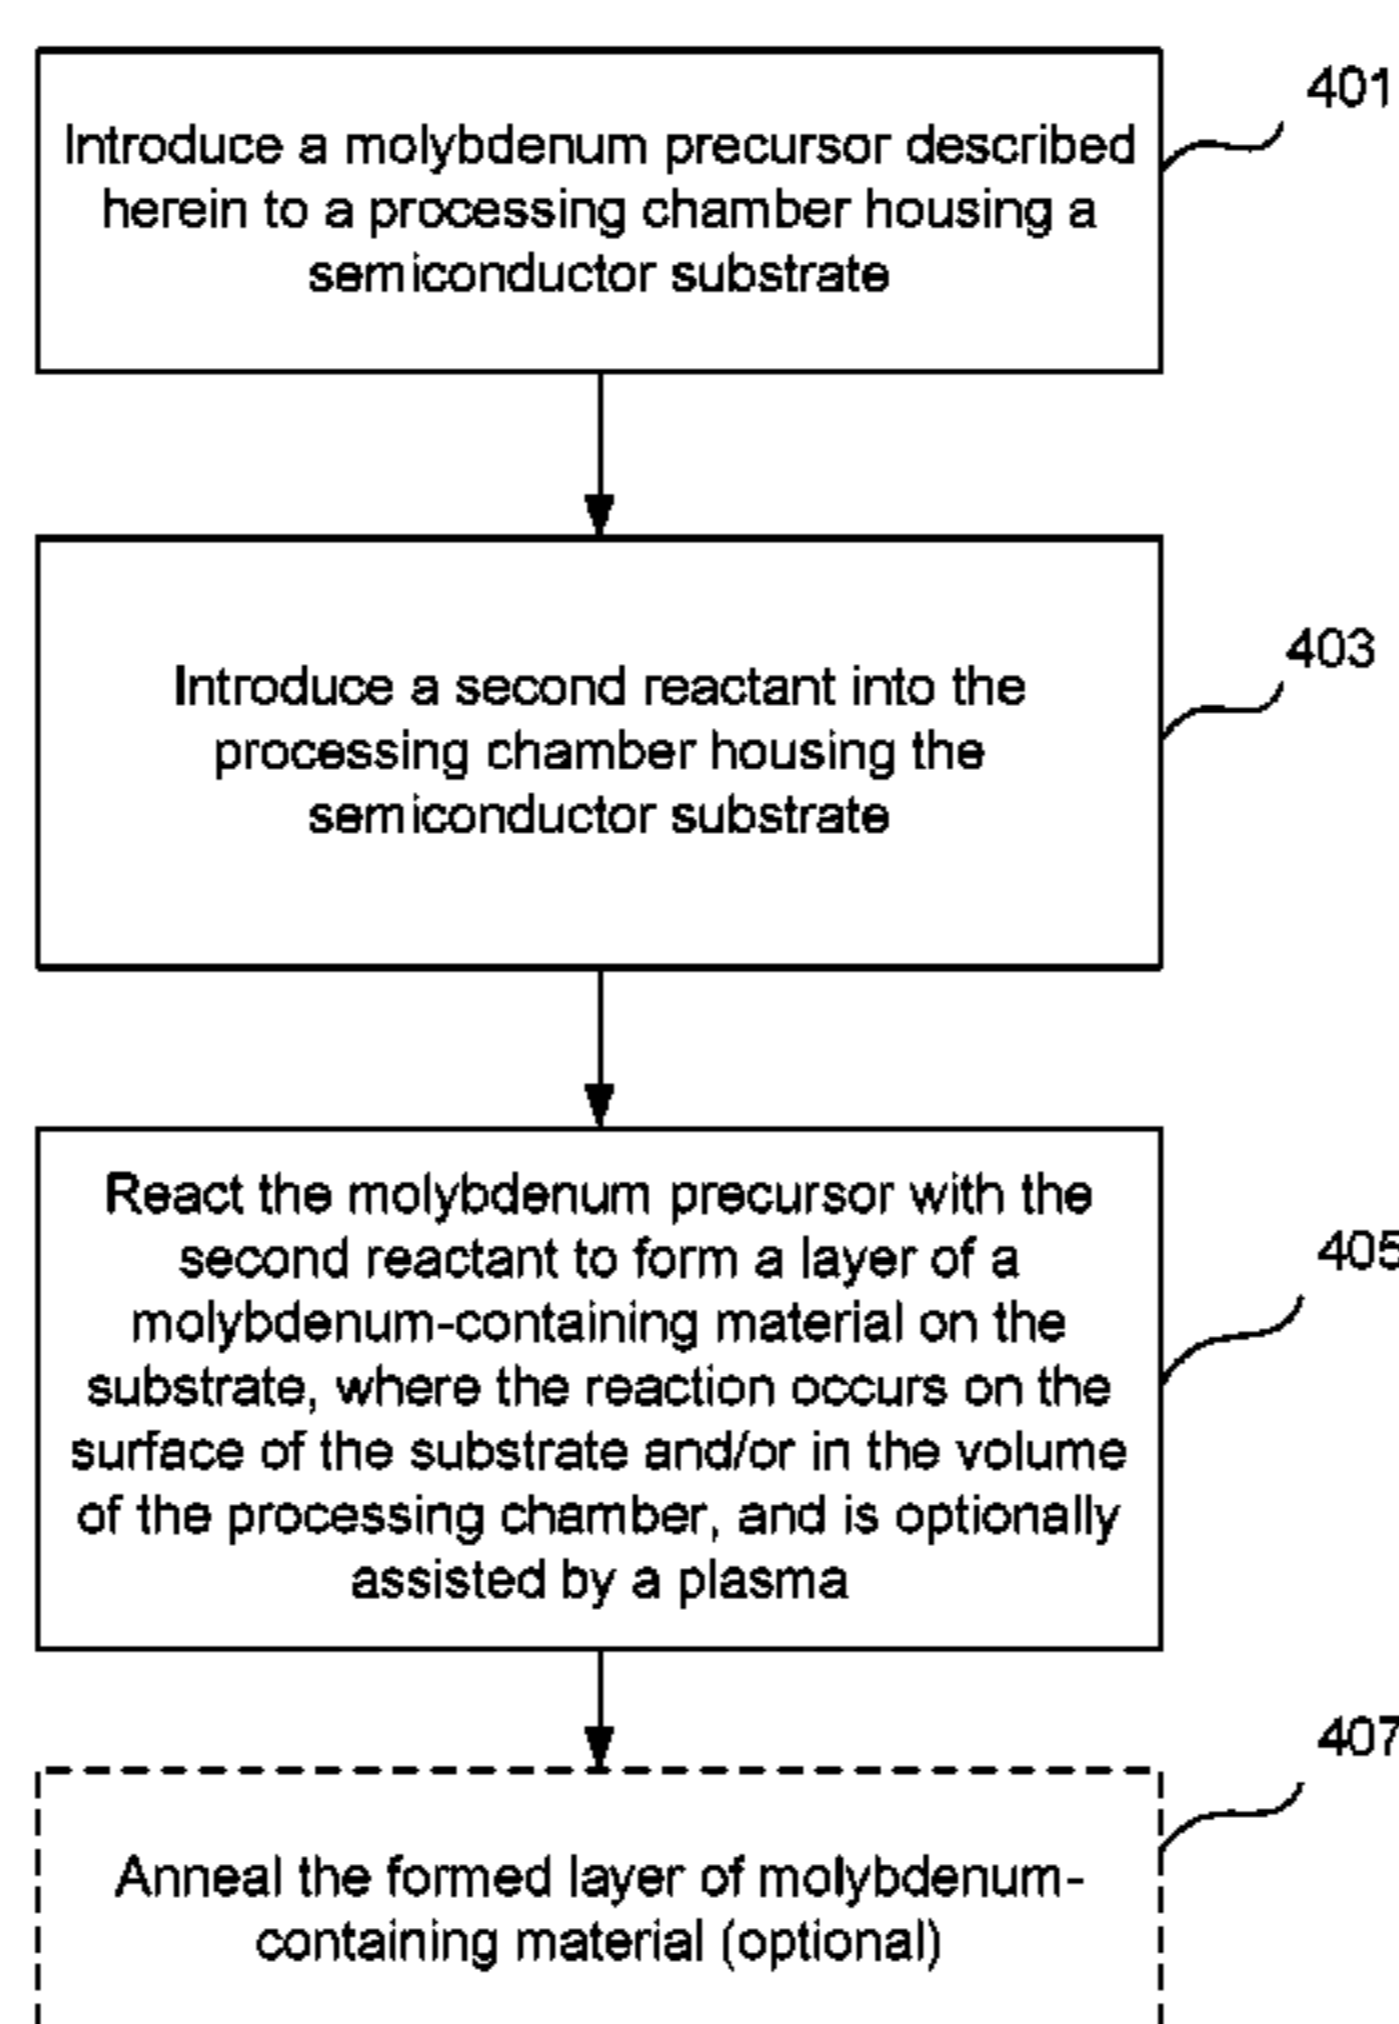 401
Introduce a molybdenum precursor described
herein to a processing chamber housing a
semiconductor substrate
403
Introduce a second reactant into the
processing chamber housing the
semiconductor substrate
405
React the molybdenum precursor with the
second reactant to form a layer of a
molybdenum-containing material on the
substrate, where the reaction occurs on the
surface of the substrate and/or in the volume
of the processing chamber, and is optionally
assisted by a plasma
407
Anneal the formed layer of molybdenum-
containing material (optional)